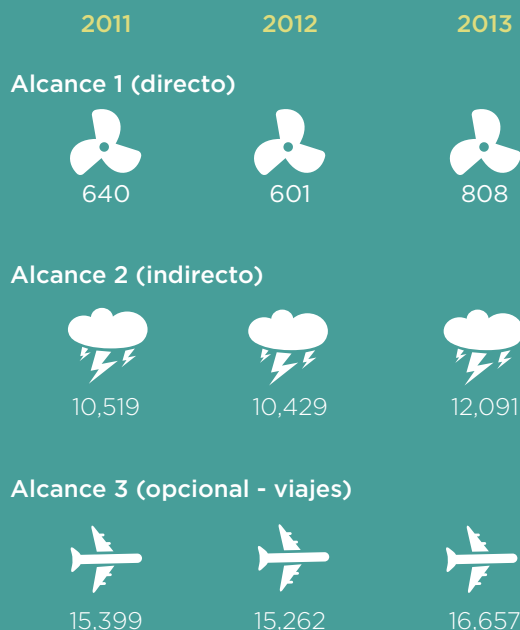 2011 2012 2013
Alcance 1 (directo)
640 601 808
Alcance 2 (indirecto)
10,519 10,429 12,091
Alcance 3 (opcional - viajes)
15,399 15,262 16,657